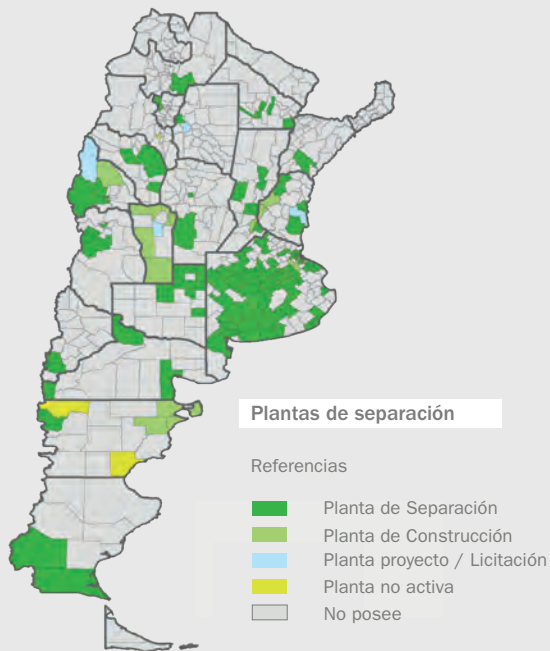 Plantas de separación
Referencias
Planta de Separación
Planta de Construcción
Planta proyecto / Licitación
Planta no activa
No posee